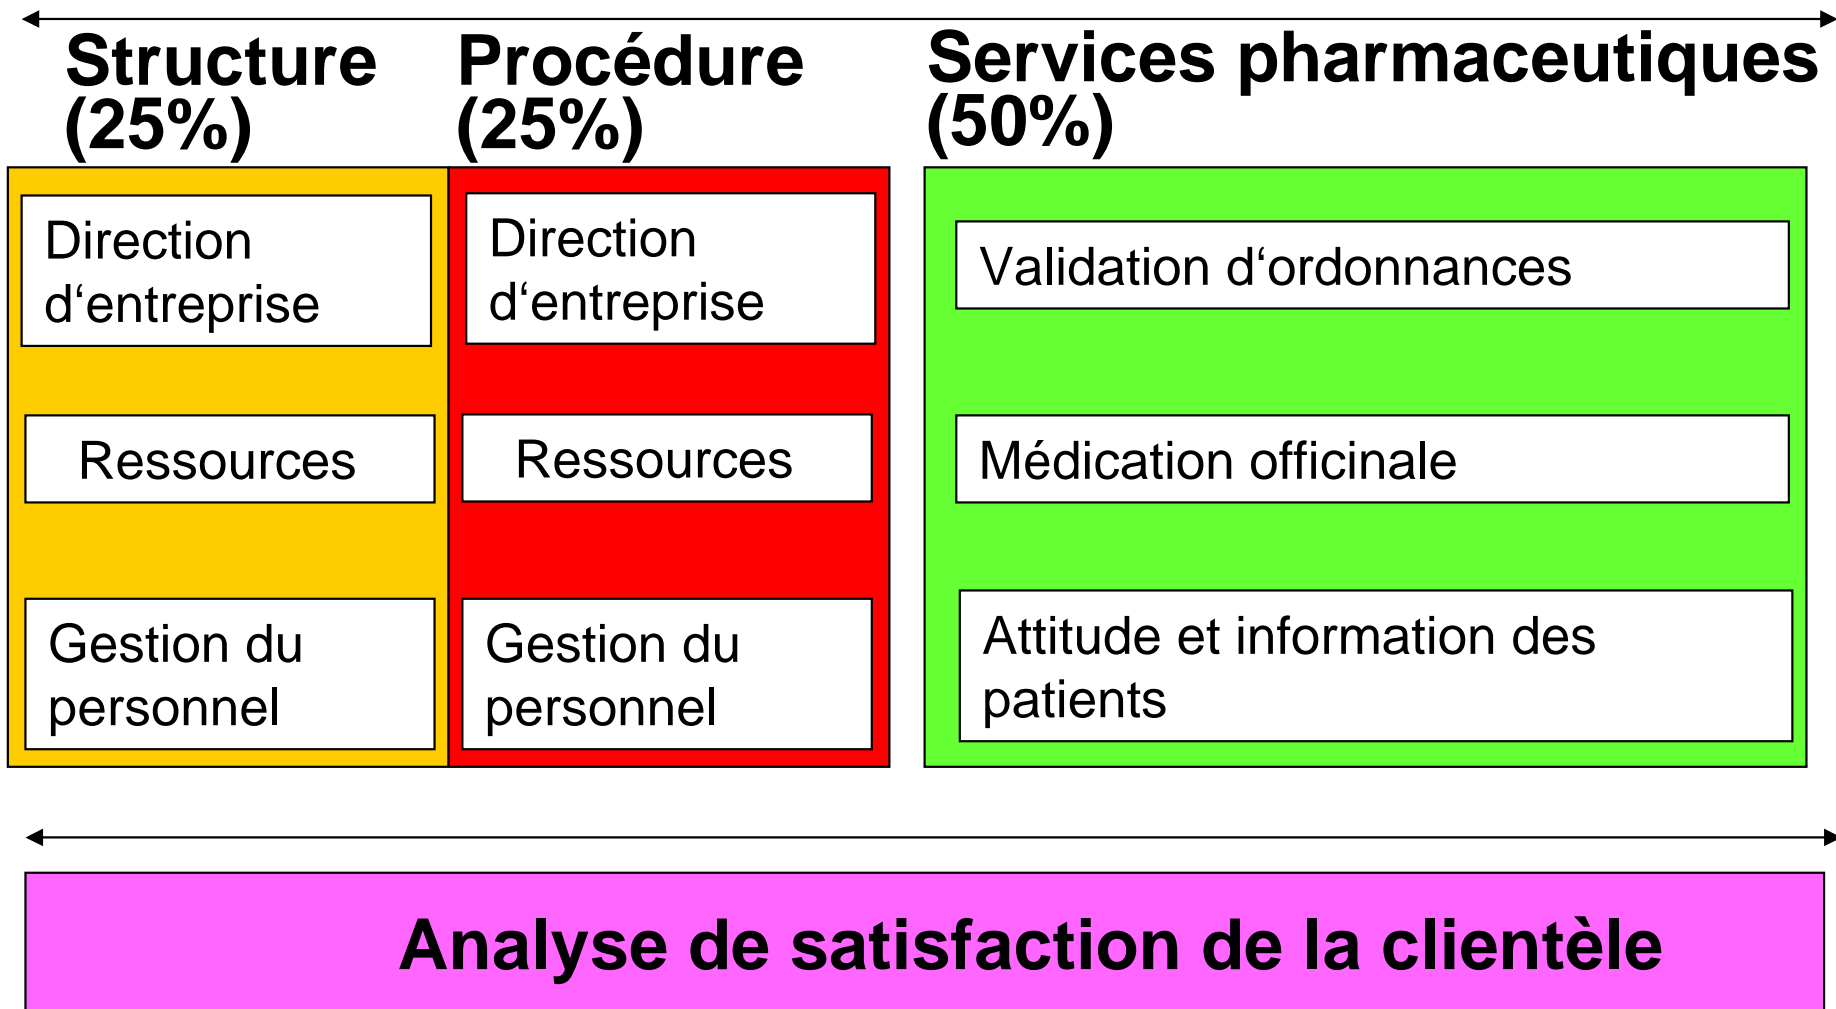 Structure
(25%)
Procédure
(25%)
Services pharmaceutiques
(50%)
Direction
d‘entreprise
Ressources
Gestion du
personnel
Direction
d‘entreprise
Ressources
Gestion du
personnel
Validation d‘ordonnances
Médication officinale
Attitude et information des
patients
Analyse de satisfaction de la clientèle